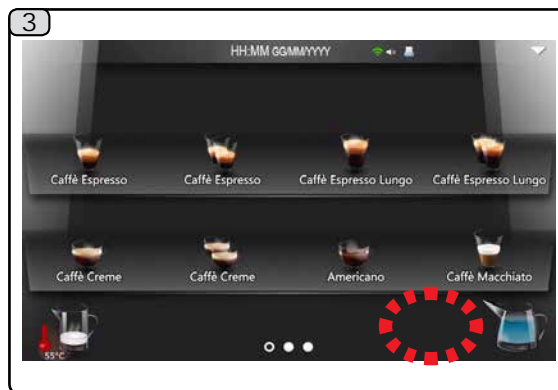 3
HH:MM GG/MM/YYYY
Caffè Espresso Caffè Espresso Caffè Espresso Lungo Caffè Espresso Lungo
Caffè Creme Caffè Creme Americano Caffè Macchiato
55°C